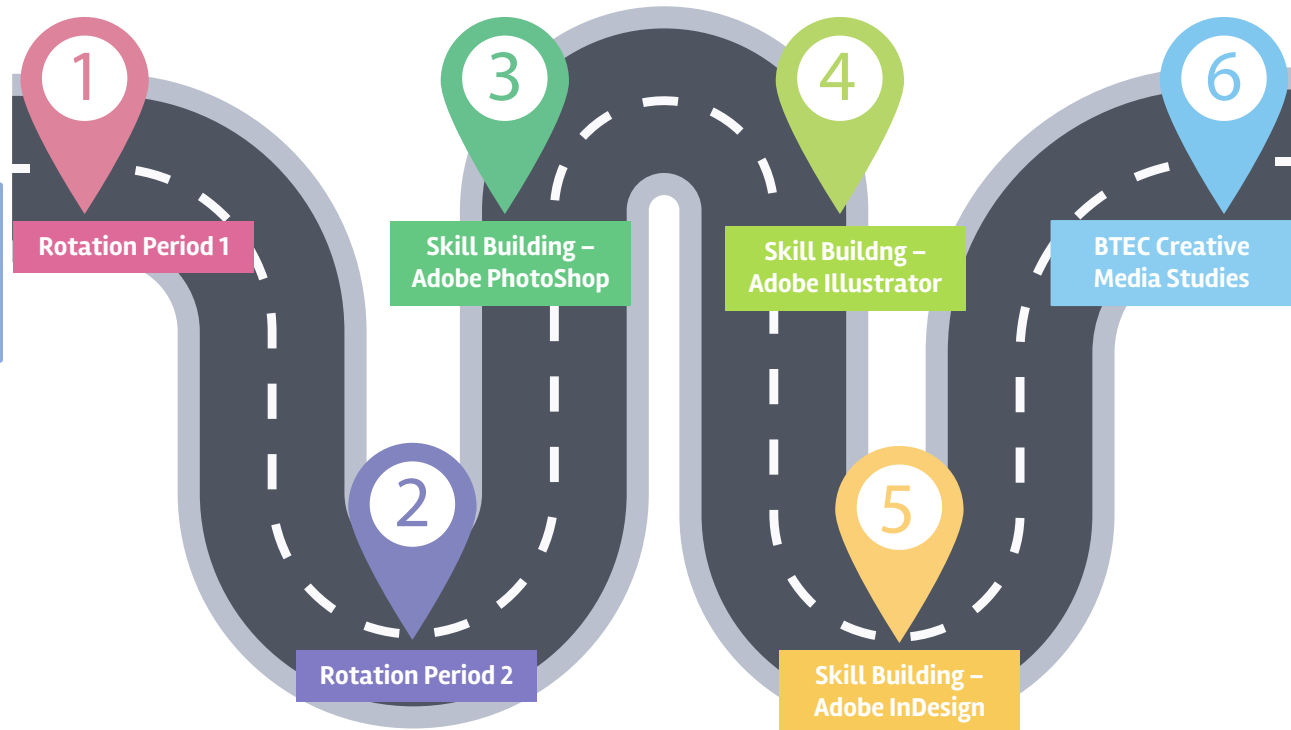 1
Rotation Period 1
2
Rotation Period 2
3
Skill Building –
Adobe PhotoShop
4
Skill Buildng –
Adobe Illustrator
5
Skill Building –
Adobe InDesign
6
BTEC Creative
Media Studies